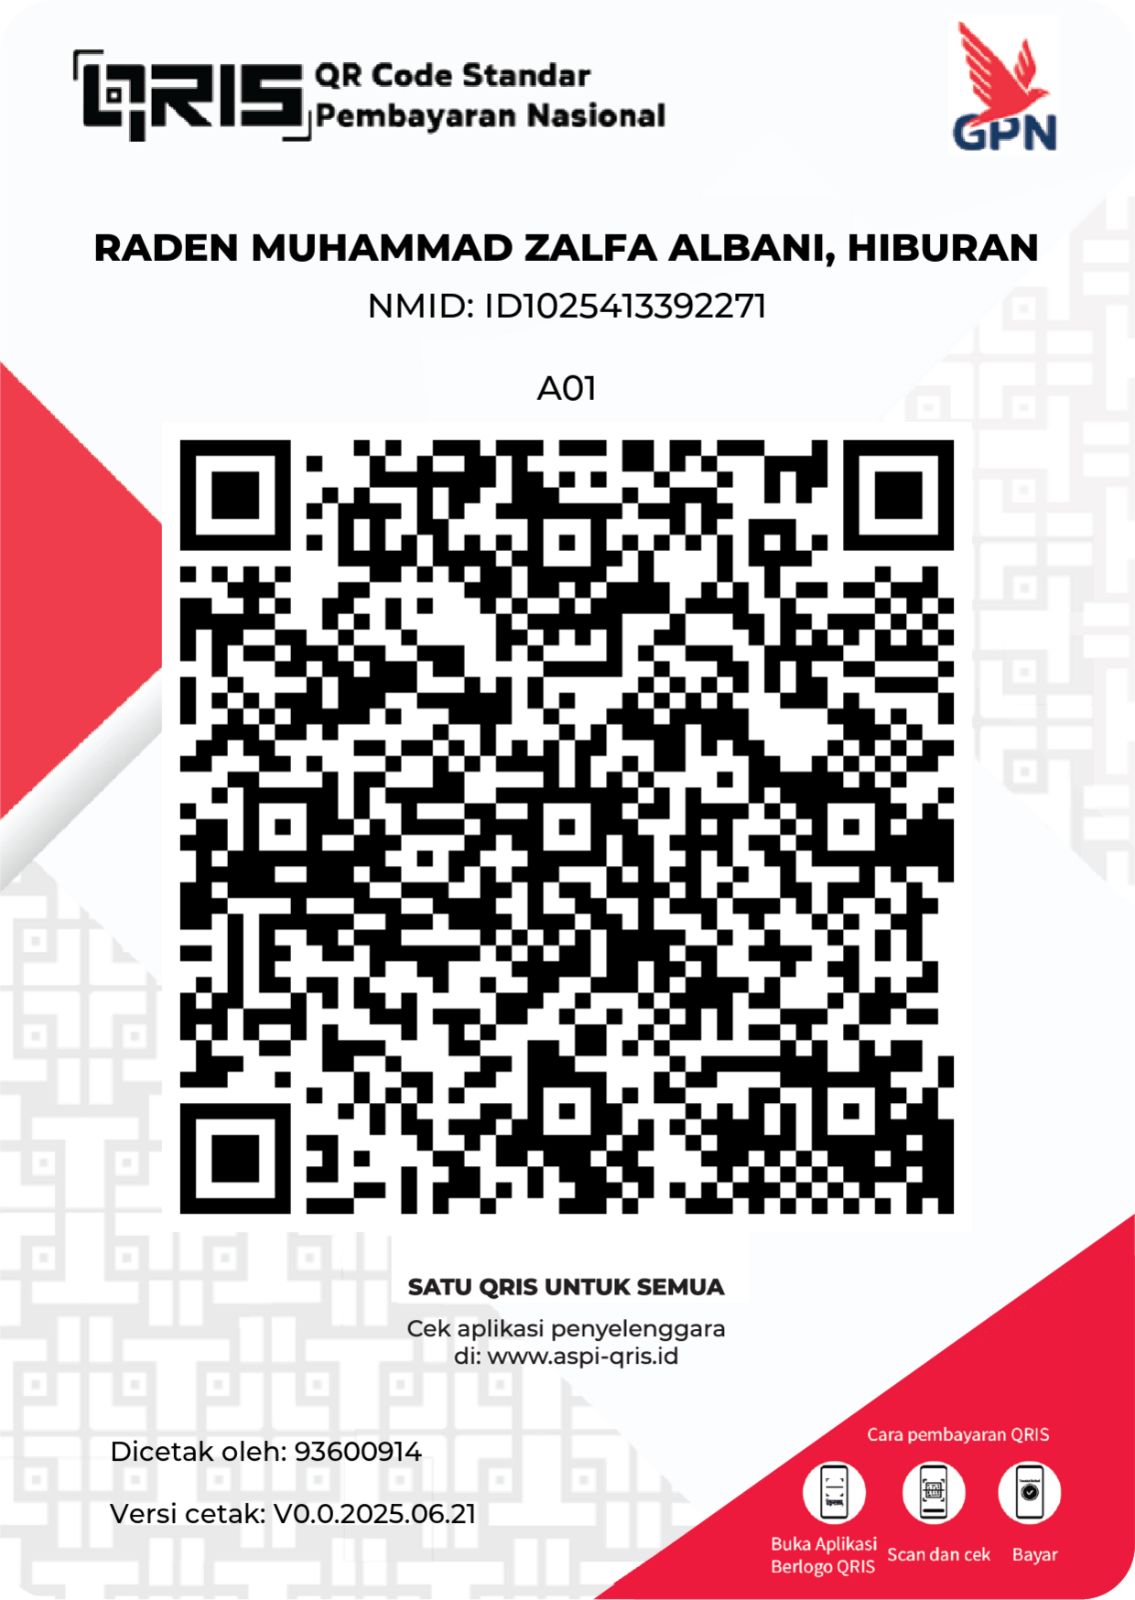 QRIS
QR Code Standar
Pembayaran Nasional
GPN
RADEN MUHAMMAD ZALFA ALBANI, HIBURAN
NMID: ID1025413392271
A01
SATU QRIS UNTUK SEMUA
Cek aplikasi penyelenggara
di: www.aspi-qris.id
Dicetak oleh: 93600914
Versi cetak: V0.0.2025.06.21
Cara pembayaran QRIS
Buka Aplikasi
Berlogo QRIS
Scan dan cek
Bayar